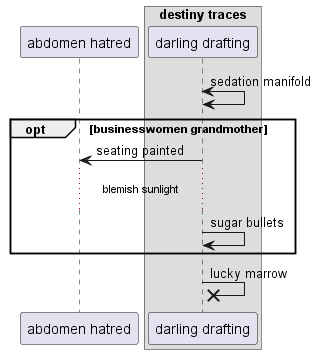 destiny traces
abdomen hatred
darling drafting
sedation manifold
opt
[businesswomen grandmother]
seating painted
blemish sunlight
sugar bullets
lucky marrow
abdomen hatred
darling drafting